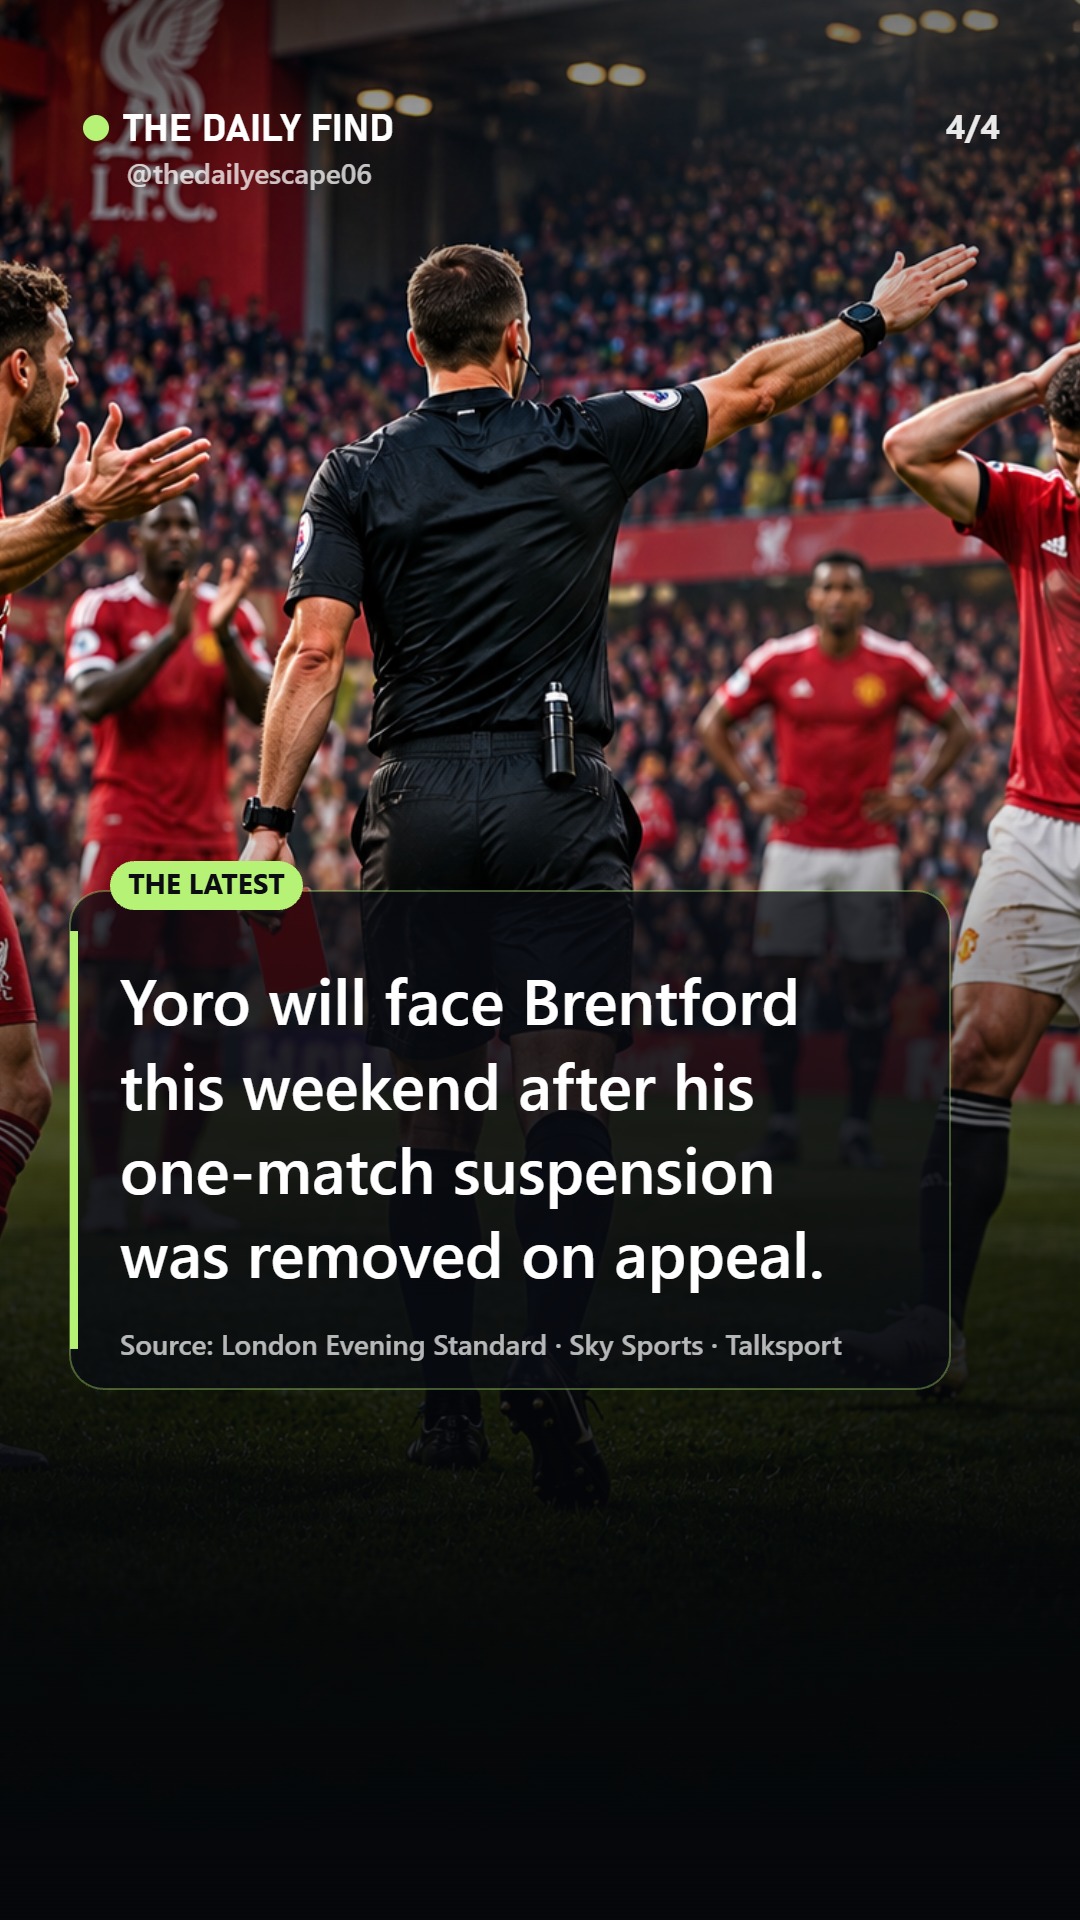 THE DAILY FIND
4/4
@thedailyescape06
L.F.C.
THE LATEST
Yoro will face Brentford
this weekend after his
one-match suspension
was removed on appeal.
Source: London Evening Standard · Sky Sports · Talksport